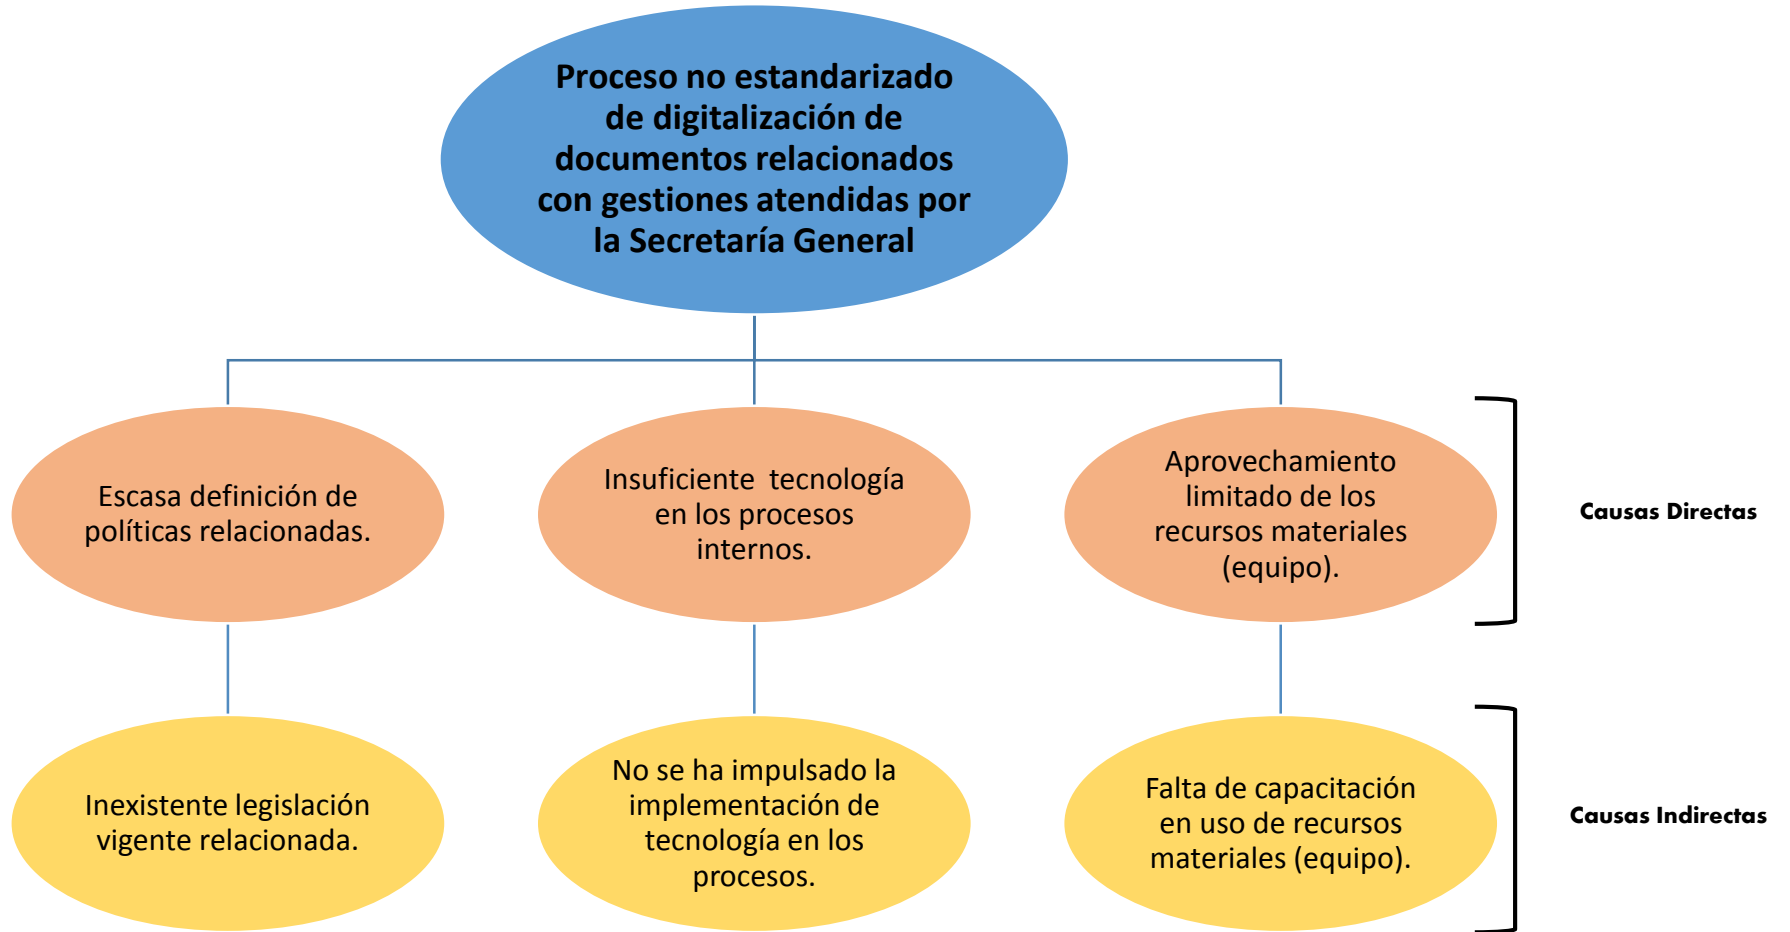 Proceso no estandarizado
de digitalización de
documentos relacionados
con gestiones atendidas por
la Secretaría General
Escasa definición de
políticas relacionadas.
Insuficiente tecnología
en los procesos
internos.
Aprovechamiento
limitado de los
recursos materiales
(equipo).
Causas Directas
Inexistente legislación
vigente relacionada.
No se ha impulsado la
implementación de
tecnología en los
procesos.
Falta de capacitación
en uso de recursos
materiales (equipo).
Causas Indirectas